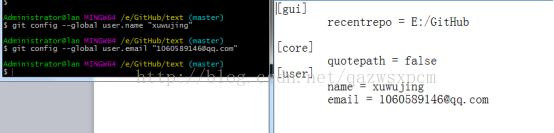 $
Administrator@lan MINGW64 /e/GitHub/text (master)
$ git config --global user.name "xuwujing"
Administrator@lan MINGW64 /e/GitHub/text (master)
$ git config --global user.email "1060589146@qq.com"
Administrator@lan MINGW64 /e/GitHub/text (master)
$
[gui]
recentrepo = E:/GitHub
[core]
quotepath = false
[user]
name = xuwujing
email = 1060589146@qq.com
http://blog.csdn.net/qazwsxpcm